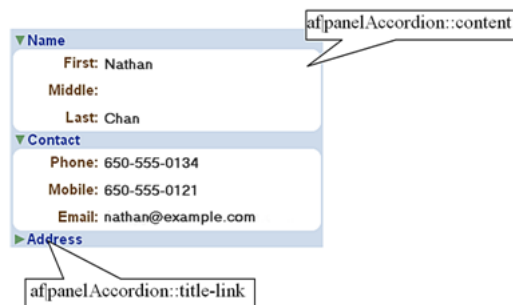 af|panelAccordion::content
Name
First: Nathan
Middle:
Last: Chan
Contact
Phone: 650-555-0134
Mobile: 650-555-0121
Email: nathan@example.com
Address
af|panelAccordion::title-link